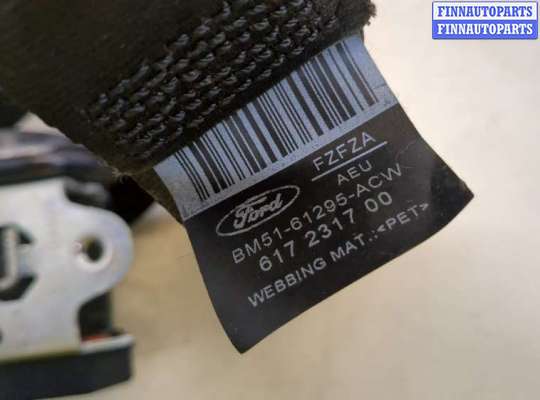 FINNAUTOPARTS
FINNAUTOPARTS
FZFZA
AEU
Ford
BM51-61295-ACW
617 2317 00
WEBBING MAT.:<PET>